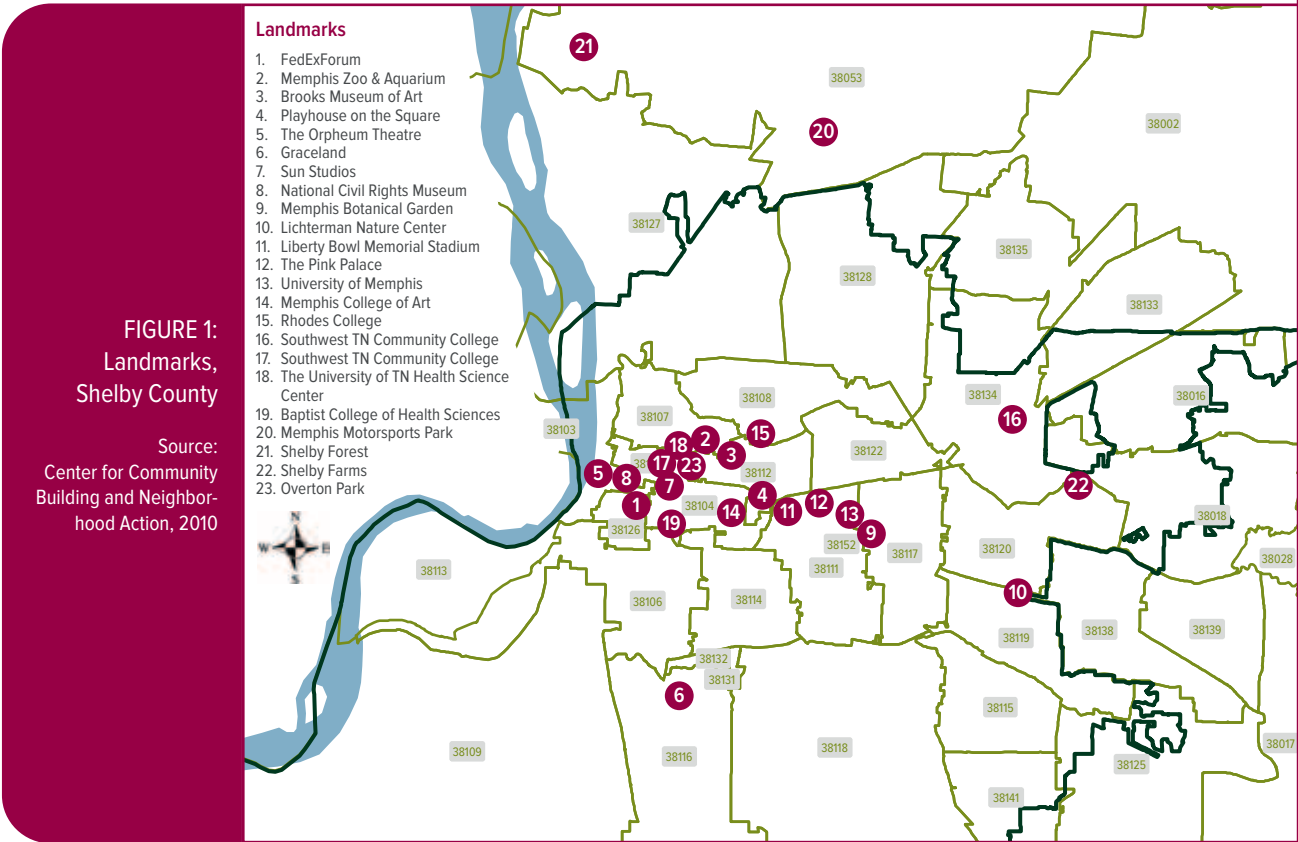 FIGURE 1:
Landmarks,
Shelby County
Source:
Center for Community
Building and Neighbor-
hood Action, 2010
Landmarks
1. FedExForum
2. Memphis Zoo & Aquarium
3. Brooks Museum of Art
4. Playhouse on the Square
5. The Orpheum Theatre
6. Graceland
7. Sun Studios
8. National Civil Rights Museum
9. Memphis Botanical Garden
10. Lichterman Nature Center
11. Liberty Bowl Memorial Stadium
12. The Pink Palace
13. University of Memphis
14. Memphis College of Art
15. Rhodes College
16. Southwest TN Community College
17. Southwest TN Community College
18. The University of TN Health Science
Center
19. Baptist College of Health Sciences
20. Memphis Motorsports Park
21. Shelby Forest
22. Shelby Farms
23. Overton Park
N
W E
S
21
38053
20
38002
38127
38135
38128
38133
38134
38016
16
38108
38107
38103
15
2
18
3
38122
17
23
38112
5
8
7
22
4
1
38104
14
11
12
13
38018
19
38126
9
38152
38117
38120
38028
38113
38111
10
38106
38114
38119
38138
38139
38132
38131
6
38115
38109
38116
38118
38017
38125
38141